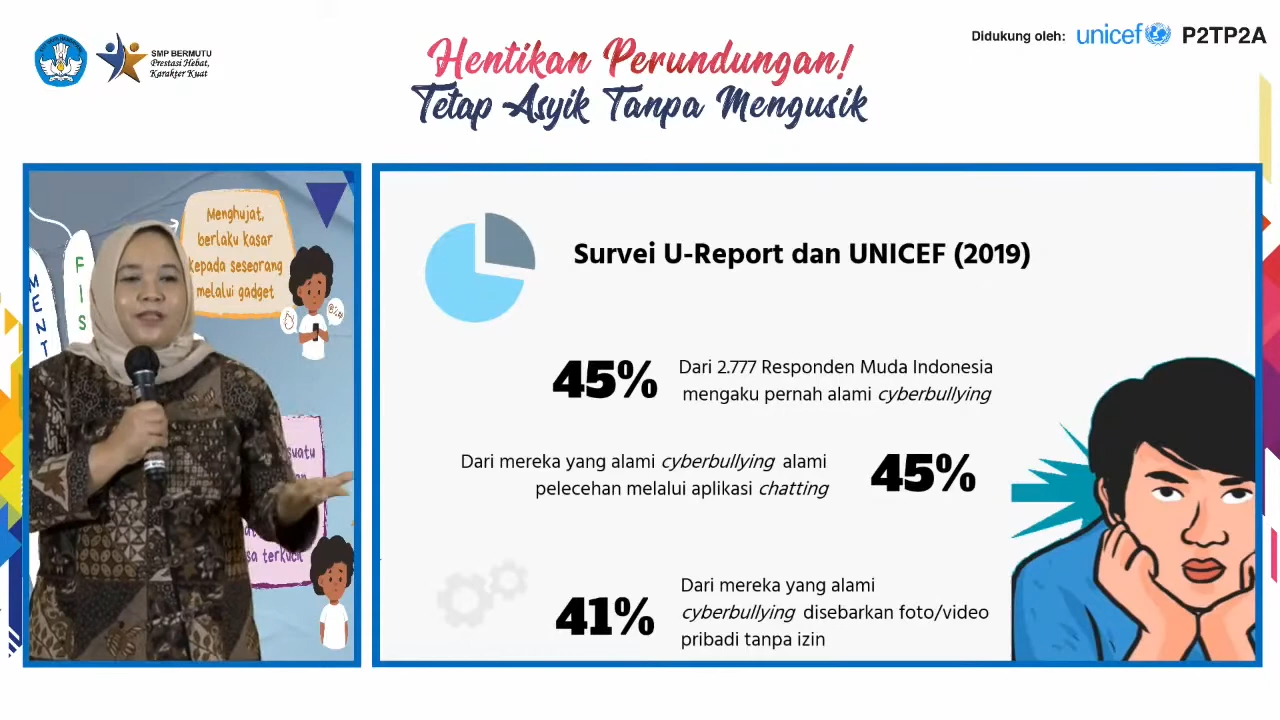 SMP BERMUTU
Prestasi Hebat,
Karakter Kuat
Hentikan Perundungan!
Tetap Asyik Tanpa Mengusik
Didukung oleh:
unicef
P2TP2A
Menghujat,
berlaku kasar
kepada seseorang
melalui gadget
MENT
FIS
suatu
sa terkucil
Survei U-Report dan UNICEF (2019)
45%
Dari 2.777 Responden Muda Indonesia
mengaku pernah alami cyberbullying
Dari mereka yang alami cyberbullying alami
pelecehan melalui aplikasi chatting
45%
41%
Dari mereka yang alami
cyberbullying disebarkan foto/video
pribadi tanpa izin